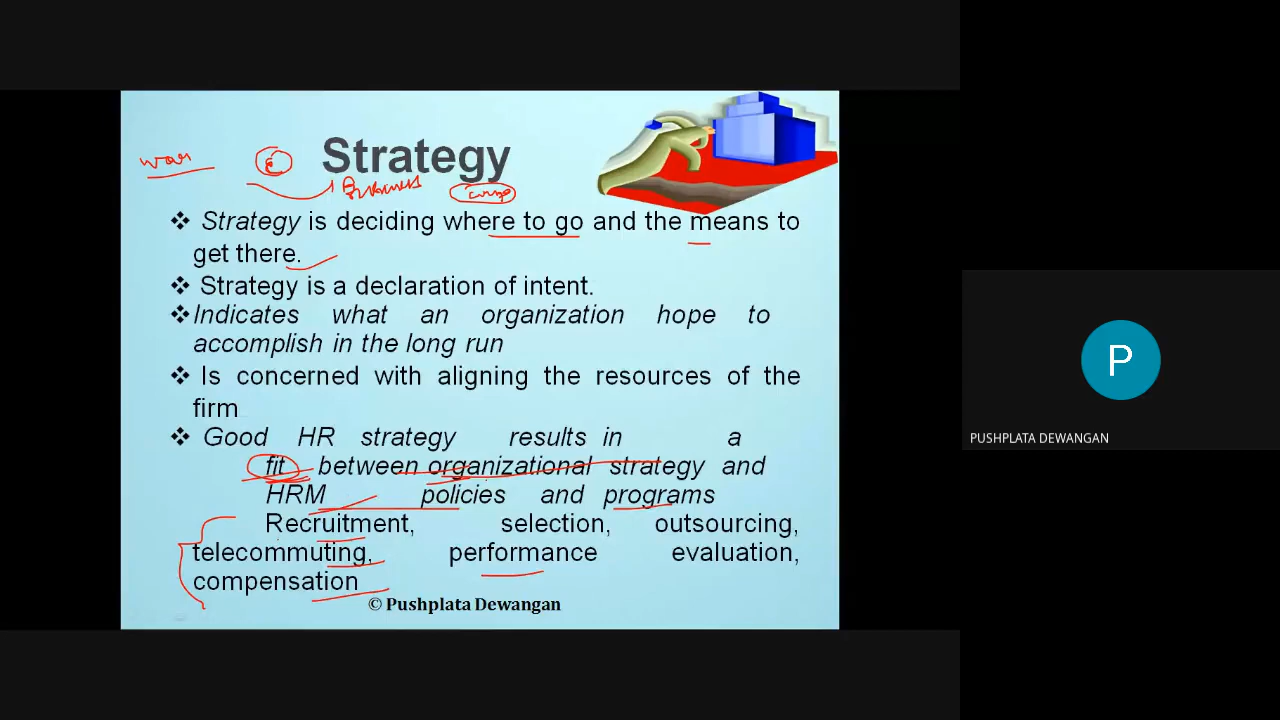 Strategy
war
Business
❖ Strategy is deciding where to go and the means to
get there.
❖ Strategy is a declaration of intent.
❖ Indicates what an organization hope to
accomplish in the long run
❖ Is concerned with aligning the resources of the
firm
❖ Good HR strategy results in a
fit between organizational strategy and
HRM policies and programs
Recruitment, selection, outsourcing,
telecommuting, performance evaluation,
compensation
© Pushplata Dewangan
P
PUSHPLATA DEWANGAN